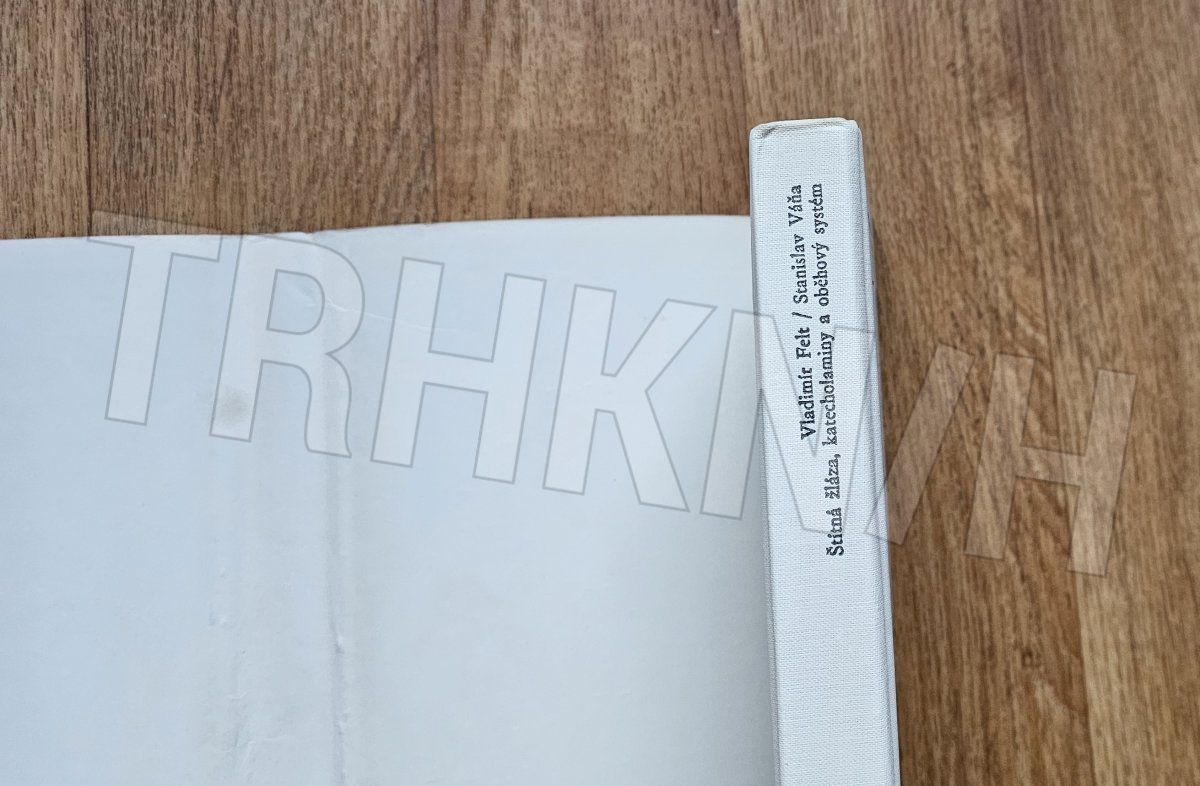 Vladimír Felt / Stanislav Váňa
Štítná žláza, katecholaminy a oběhový systém
TRHKNIH